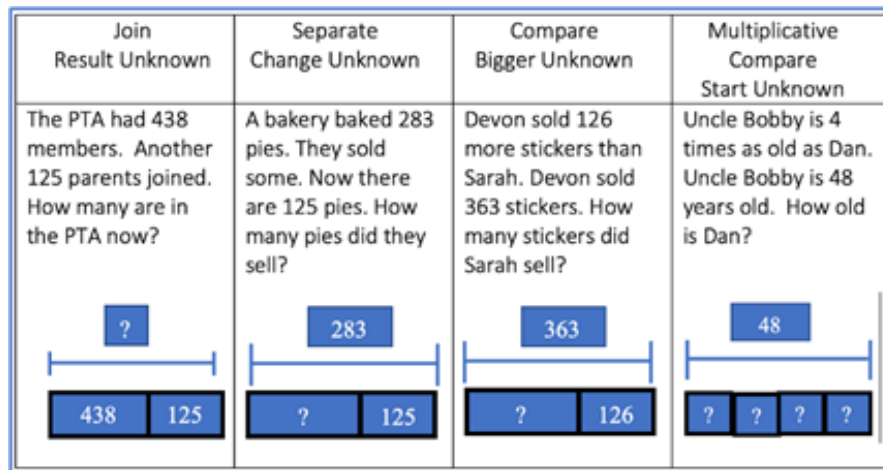 Join
Result Unknown
Separate
Change Unknown
Compare
Bigger Unknown
Multiplicative
Compare
Start Unknown
The PTA had 438
members. Another
125 parents joined.
How many are in
the PTA now?
?
438 125
A bakery baked 283
pies. They sold
some. Now there
are 125 pies. How
many pies did they
sell?
283
? 125
Devon sold 126
more stickers than
Sarah. Devon sold
363 stickers. How
many stickers did
Sarah sell?
363
? 126
Uncle Bobby is 4
times as old as Dan.
Uncle Bobby is 48
years old. How old
is Dan?
48
? ? ? ?